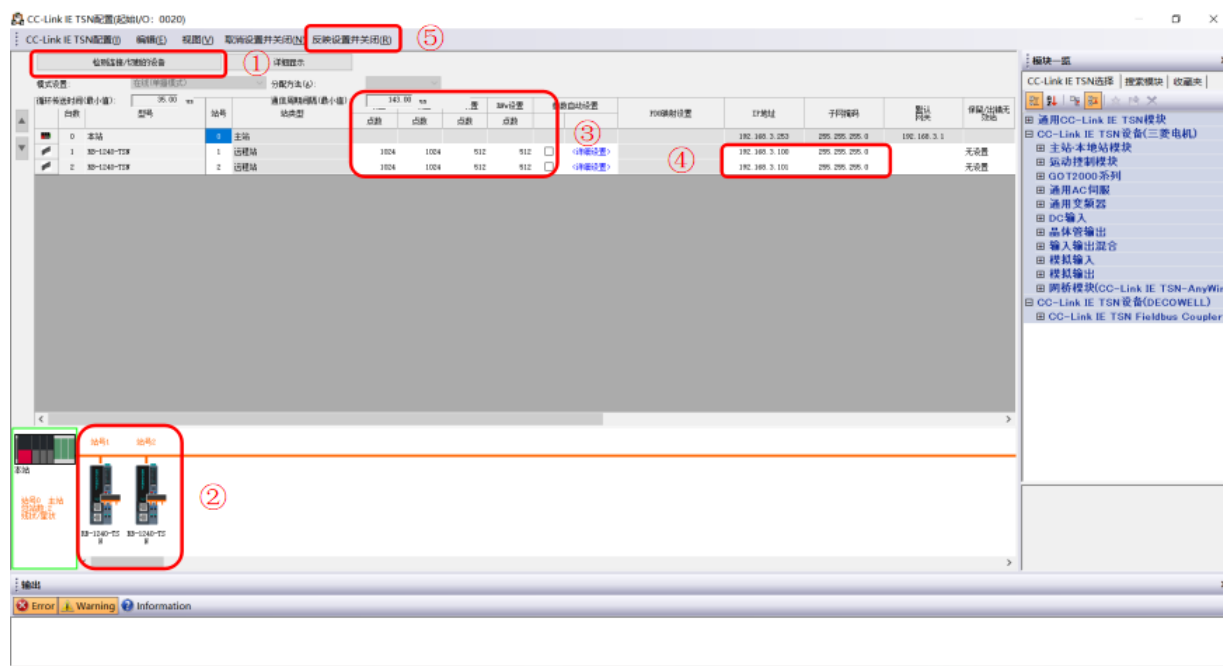 CC-Link IE TSN配置(起始I/O: 0020)
CC-Link IE TSN配置(I) 编辑(E) 视图(V) 取消设置并关闭(N) 反映设置并关闭(R) ⑤
检测连接/切断的设备 ① 详细显示
模式设置: 在线(单播模式) 分配方法(A):
循环传送时间(最小值): 35.00 us 通信周期间隔(最小值): 143.00 us
台数 型号 站号 站类型 点数 点数 点数 点数 参数自动设置 PDO映射设置 IP地址 子网掩码 默认网关 保留/出错无效站
0 本站 0 主站 192.168.3.253 255.255.255.0 192.168.3.1
1 1 远程站 1024 1024 512 512 <详细设置> 192.168.3.100 255.255.255.0 无设置
2 2 远程站 1024 1024 512 512 <详细设置> 192.168.3.101 255.255.255.0 无设置
③
④
模块一览
CC-Link IE TSN选择 搜索模块 收藏夹
通用CC-Link IE TSN模块
CC-Link IE TSN设备(三菱电机)
主站·本地站模块
运动控制模块
GOT2000系列
通用AC伺服
通用变频器
DC输入
晶体管输出
输入输出混合
模拟输入
模拟输出
网桥模块(CC-Link IE TSN-AnyWir
CC-Link IE TSN设备(DECOWELL)
CC-Link IE TSN Fieldbus Coupler
站号1 站号2
本站
②
输出
Error Warning Information